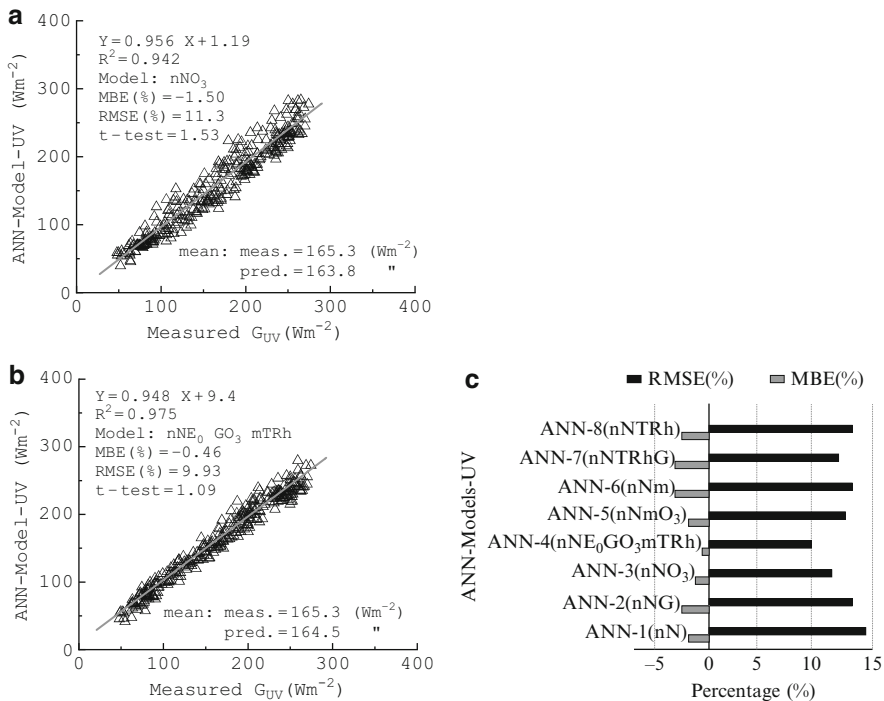 a
Y=0.956 X+1.19
R²=0.942
Model: nNO₃
MBE(%)=-1.50
RMSE(%)=11.3
t-test=1.53
mean: meas.=165.3 (Wm⁻²)
pred.=163.8 "
ANN-Model-UV (Wm⁻²)
400
300
200
100
0
0 100 200 300 400
Measured G_UV(Wm⁻²)
b
Y=0.948 X+9.4
R²=0.975
Model: nNE₀ GO₃ mTRh
MBE(%)=-0.46
RMSE(%)=9.93
t-test=1.09
mean: meas.=165.3 (Wm⁻²)
pred.=164.5 "
ANN-Model-UV (Wm⁻²)
400
300
200
100
0
0 100 200 300 400
Measured G_UV(Wm⁻²)
c
RMSE(%) MBE(%)
ANN-Models-UV
ANN-8(nNTRh)
ANN-7(nNTRhG)
ANN-6(nNm)
ANN-5(nNmO₃)
ANN-4(nNE₀GO₃mTRh)
ANN-3(nNO₃)
ANN-2(nNG)
ANN-1(nN)
−5 0 5 10 15
Percentage (%)